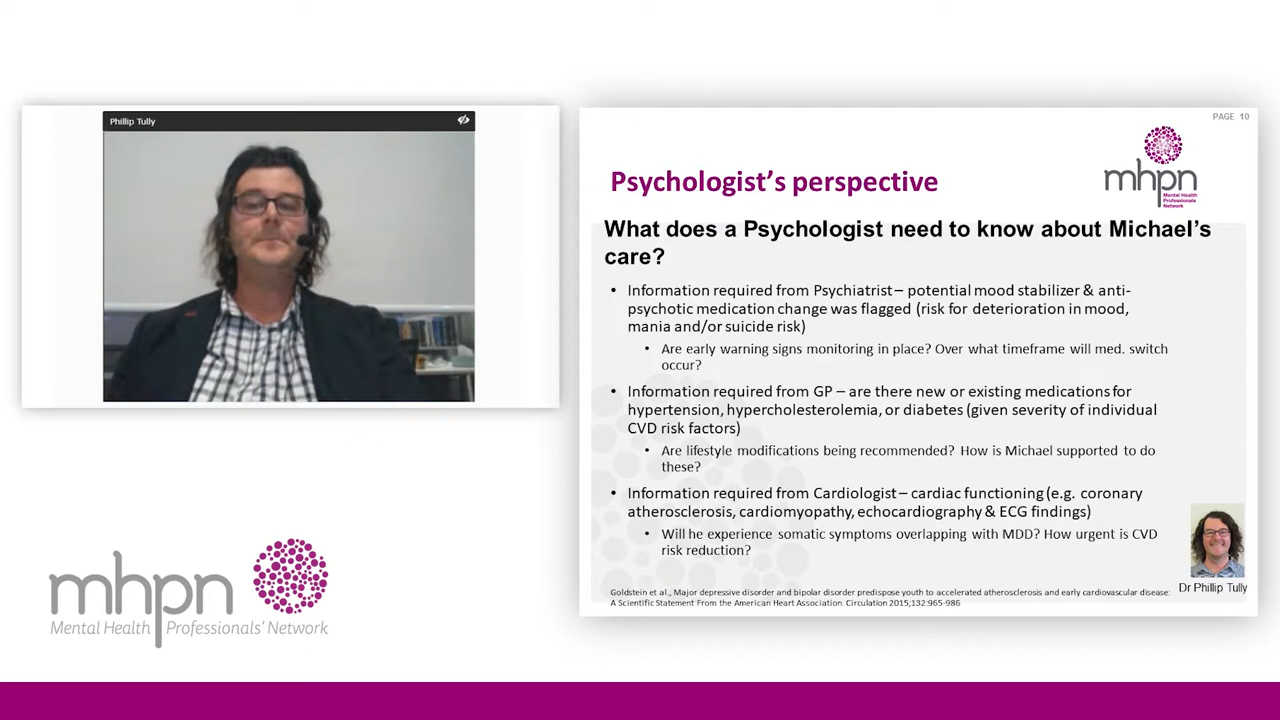 Phillip Tully
PAGE 10
mhpn
Mental Health
Professionals
Network
Psychologist’s perspective
What does a Psychologist need to know about Michael’s
care?
• Information required from Psychiatrist – potential mood stabilizer & anti-
psychotic medication change was flagged (risk for deterioration in mood,
mania and/or suicide risk)
• Are early warning signs monitoring in place? Over what timeframe will med. switch
occur?
• Information required from GP – are there new or existing medications for
hypertension, hypercholesterolemia, or diabetes (given severity of individual
CVD risk factors)
• Are lifestyle modifications being recommended? How is Michael supported to do
these?
• Information required from Cardiologist – cardiac functioning (e.g. coronary
atherosclerosis, cardiomyopathy, echocardiography & ECG findings)
• Will he experience somatic symptoms overlapping with MDD? How urgent is CVD
risk reduction?
Dr Phillip Tully
Goldstein et al., Major depressive disorder and bipolar disorder predispose youth to accelerated atherosclerosis and early cardiovascular disease:
A Scientific Statement From the American Heart Association. Circulation 2015;132:965-986
mhpn
Mental Health Professionals’ Network